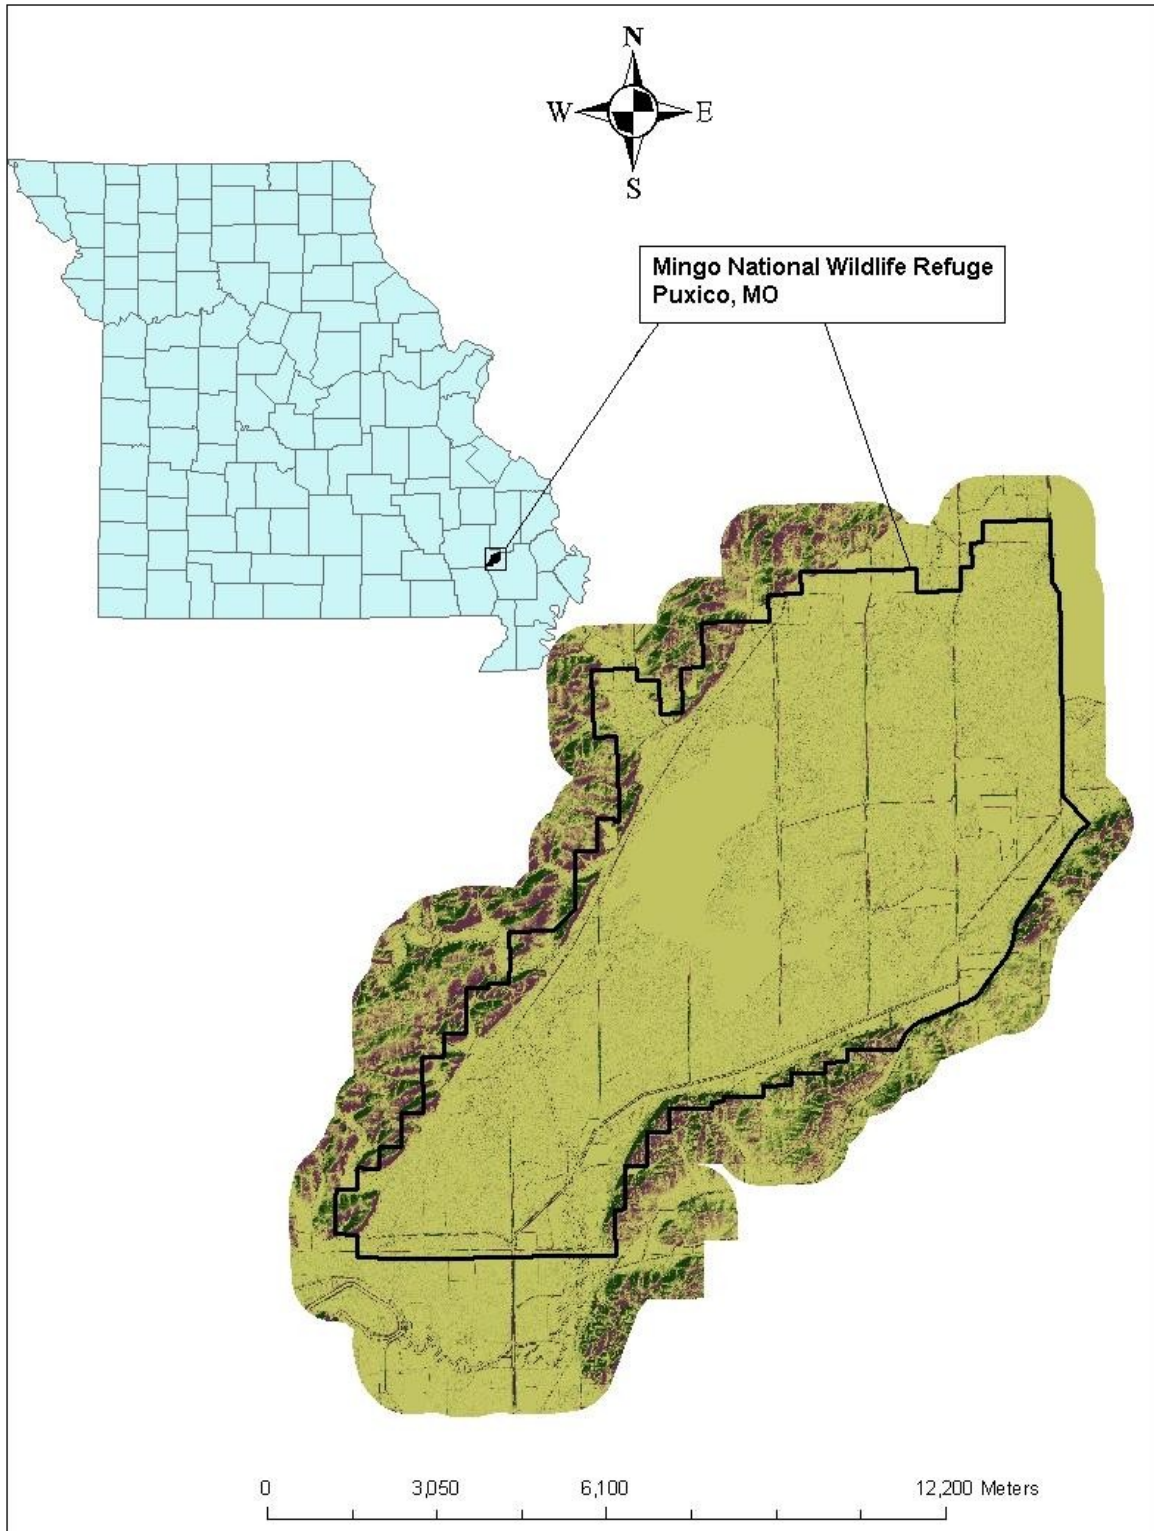 N
W E
S
Mingo National Wildlife Refuge
Puxico, MO
0 3,050 6,100 12,200 Meters